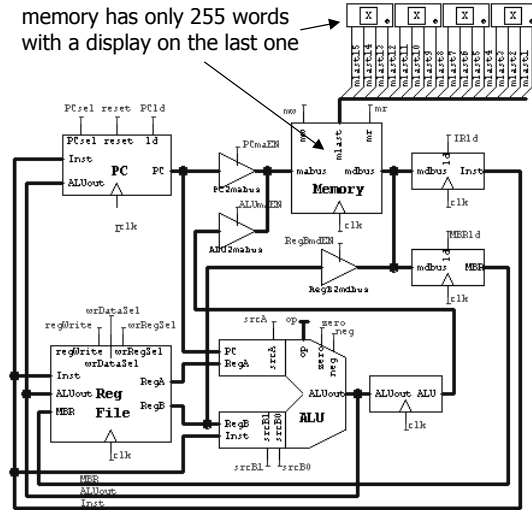 memory has only 255 words
with a display on the last one
X X X X
mlast15 mlast14 mlast13 mlast12 mlast11 mlast10 mlast9 mlast8 mlast7 mlast6 mlast5 mlast4 mlast3 mlast2 mlast1
PCsel reset PCld
PCsel reset ld
Inst
ALUout
PC
PC
rclk
PCmaEN
PC2mabus
ALUmaEN
ALU2mabus
mw mr
mw mlast mr
mabus mdbus
Memory
clk
IRld
ld
mdbus Inst
clk
RegBmdEN
RegB2mdbus
MBRld
ld
mdbus MBR
clk
wrDataSel
regWrite wrRegSel
regWrite wrRegSel
wrDataSel
Inst
ALUout
MBR
RegA
RegB
Reg
File
clk
srcA
op
zero
neg
srcA
PC
RegA
op
zero
neg
RegB
Inst
srcB1
srcB0
ALUout
ALU
srcB1 srcB0
ALUout ALU
clk
MBR
ALUout
Inst